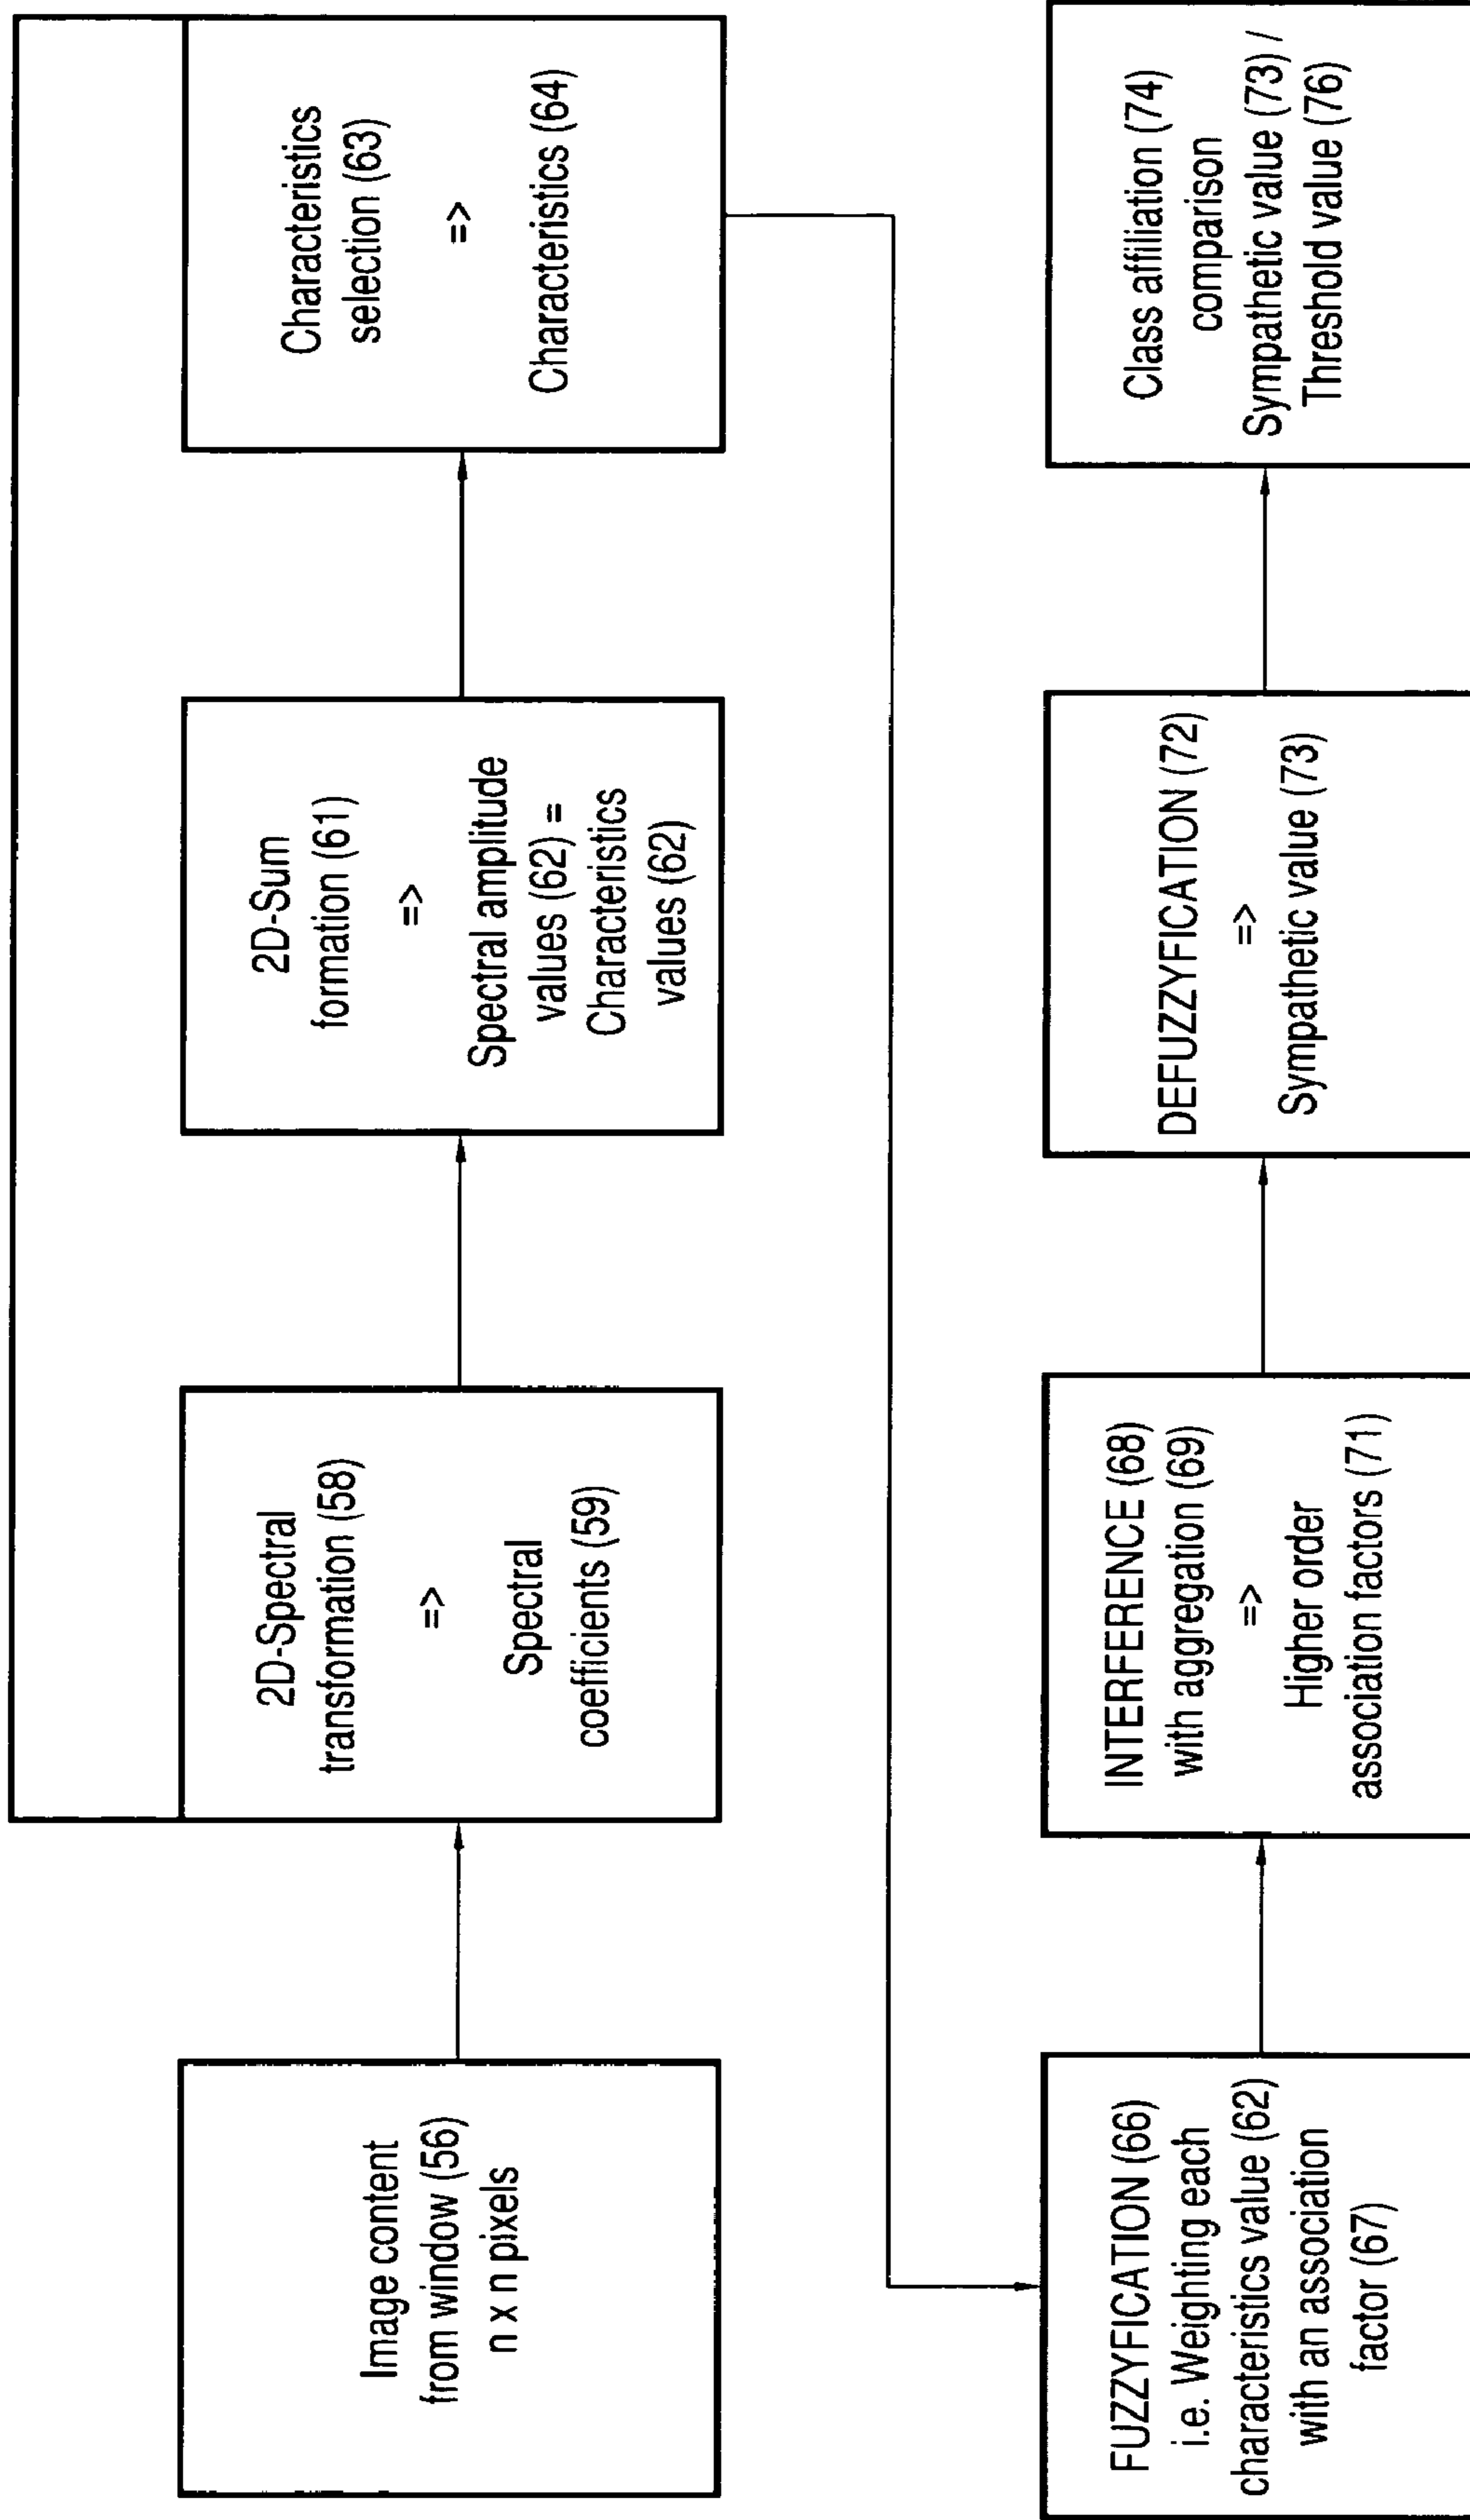 Image content
from window (56)
n x n pixels
2D-Spectral
transformation (58)
=>
Spectral
coefficients (59)
2D-Sum
formation (61)
=>
Spectral amplitude
values (62) =
Characteristics
values (62)
Characteristics
selection (63)
=>
Characteristics (64)
FUZZYFICATION (66)
i.e. Weighting each
characteristics value (62)
with an association
factor (67)
INTERFERENCE (68)
with aggregation (69)
=>
Higher order
association factors (71)
DEFUZZYFICATION (72)
=>
Sympathetic value (73)
Class affiliation (74)
comparison
Sympathetic value (73) /
Threshold value (76)